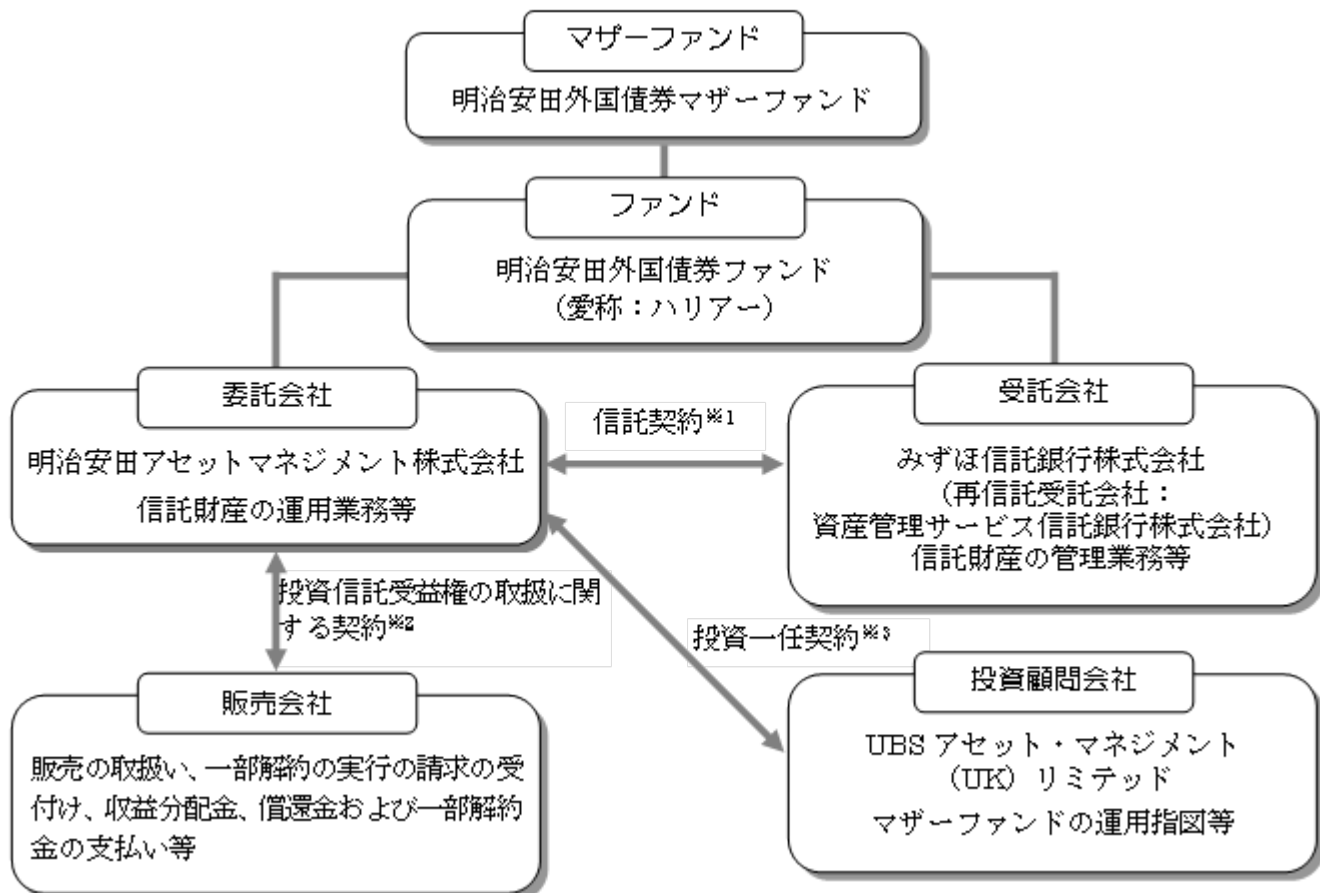 マザーファンド
明治安田外国債券マザーファンド
ファンド
明治安田外国債券ファンド
（愛称：ハリアー）
委託会社
明治安田アセットマネジメント株式会社
信託財産の運用業務等
信託契約※1
受託会社
みずほ信託銀行株式会社
（再信託受託会社：
資産管理サービス信託銀行株式会社）
信託財産の管理業務等
投資信託受益権の取扱に関
する契約※2
投資一任契約※3
販売会社
販売の取扱い、一部解約の実行の請求の受
付け、収益分配金、償還金および一部解約
金の支払い等
投資顧問会社
UBS アセット・マネジメント
（UK）リミテッド
マザーファンドの運用指図等